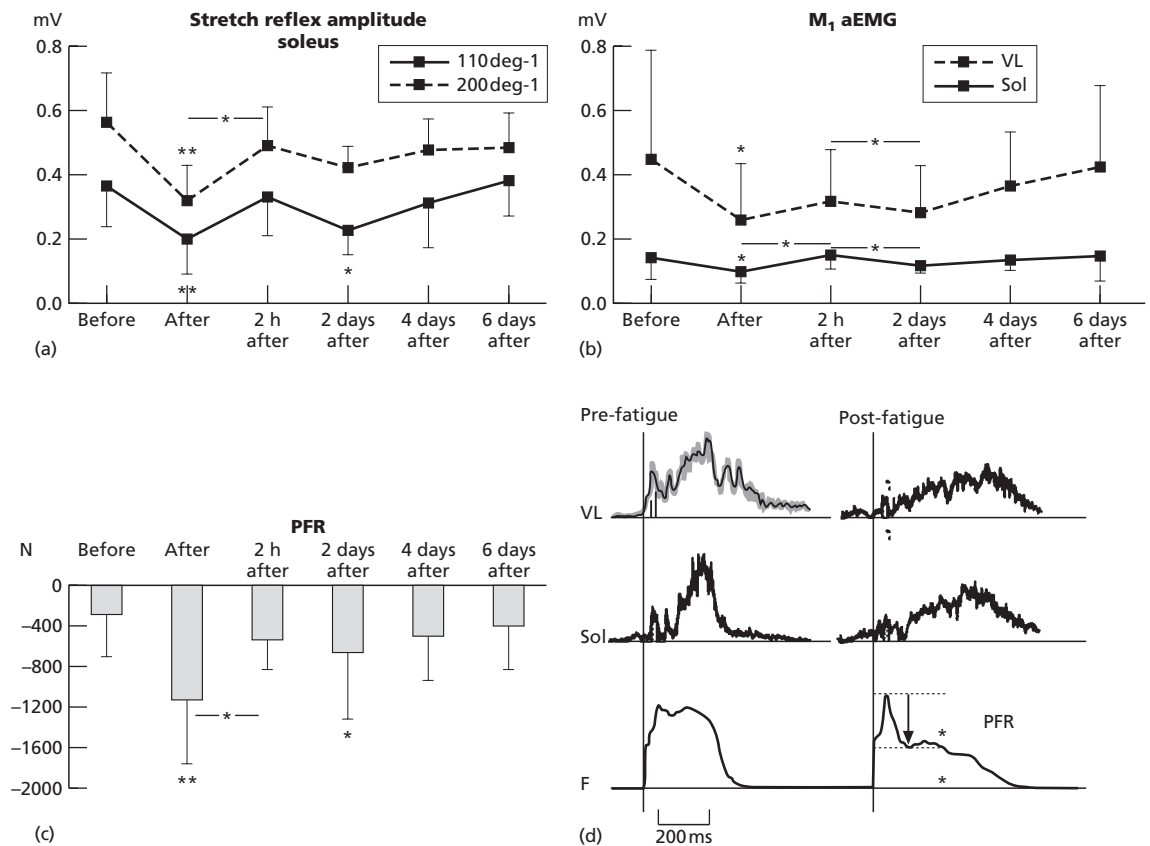 mV
Stretch reflex amplitude
soleus
0.8
0.6
0.4
0.2
0.0
110 deg-1
200 deg-1
*
**
**
*
Before
After
2 h
after
2 days
after
4 days
after
6 days
after
(a)
mV
M₁ aEMG
0.8
0.6
0.4
0.2
0.0
VL
Sol
*
*
*
*
*
Before
After
2 h
after
2 days
after
4 days
after
6 days
after
(b)
PFR
N
Before
After
2 h
after
2 days
after
4 days
after
6 days
after
0
–400
–800
–1200
–1600
–2000
*
**
*
(c)
Pre-fatigue
Post-fatigue
VL
Sol
F
PFR
*
*
200 ms
(d)